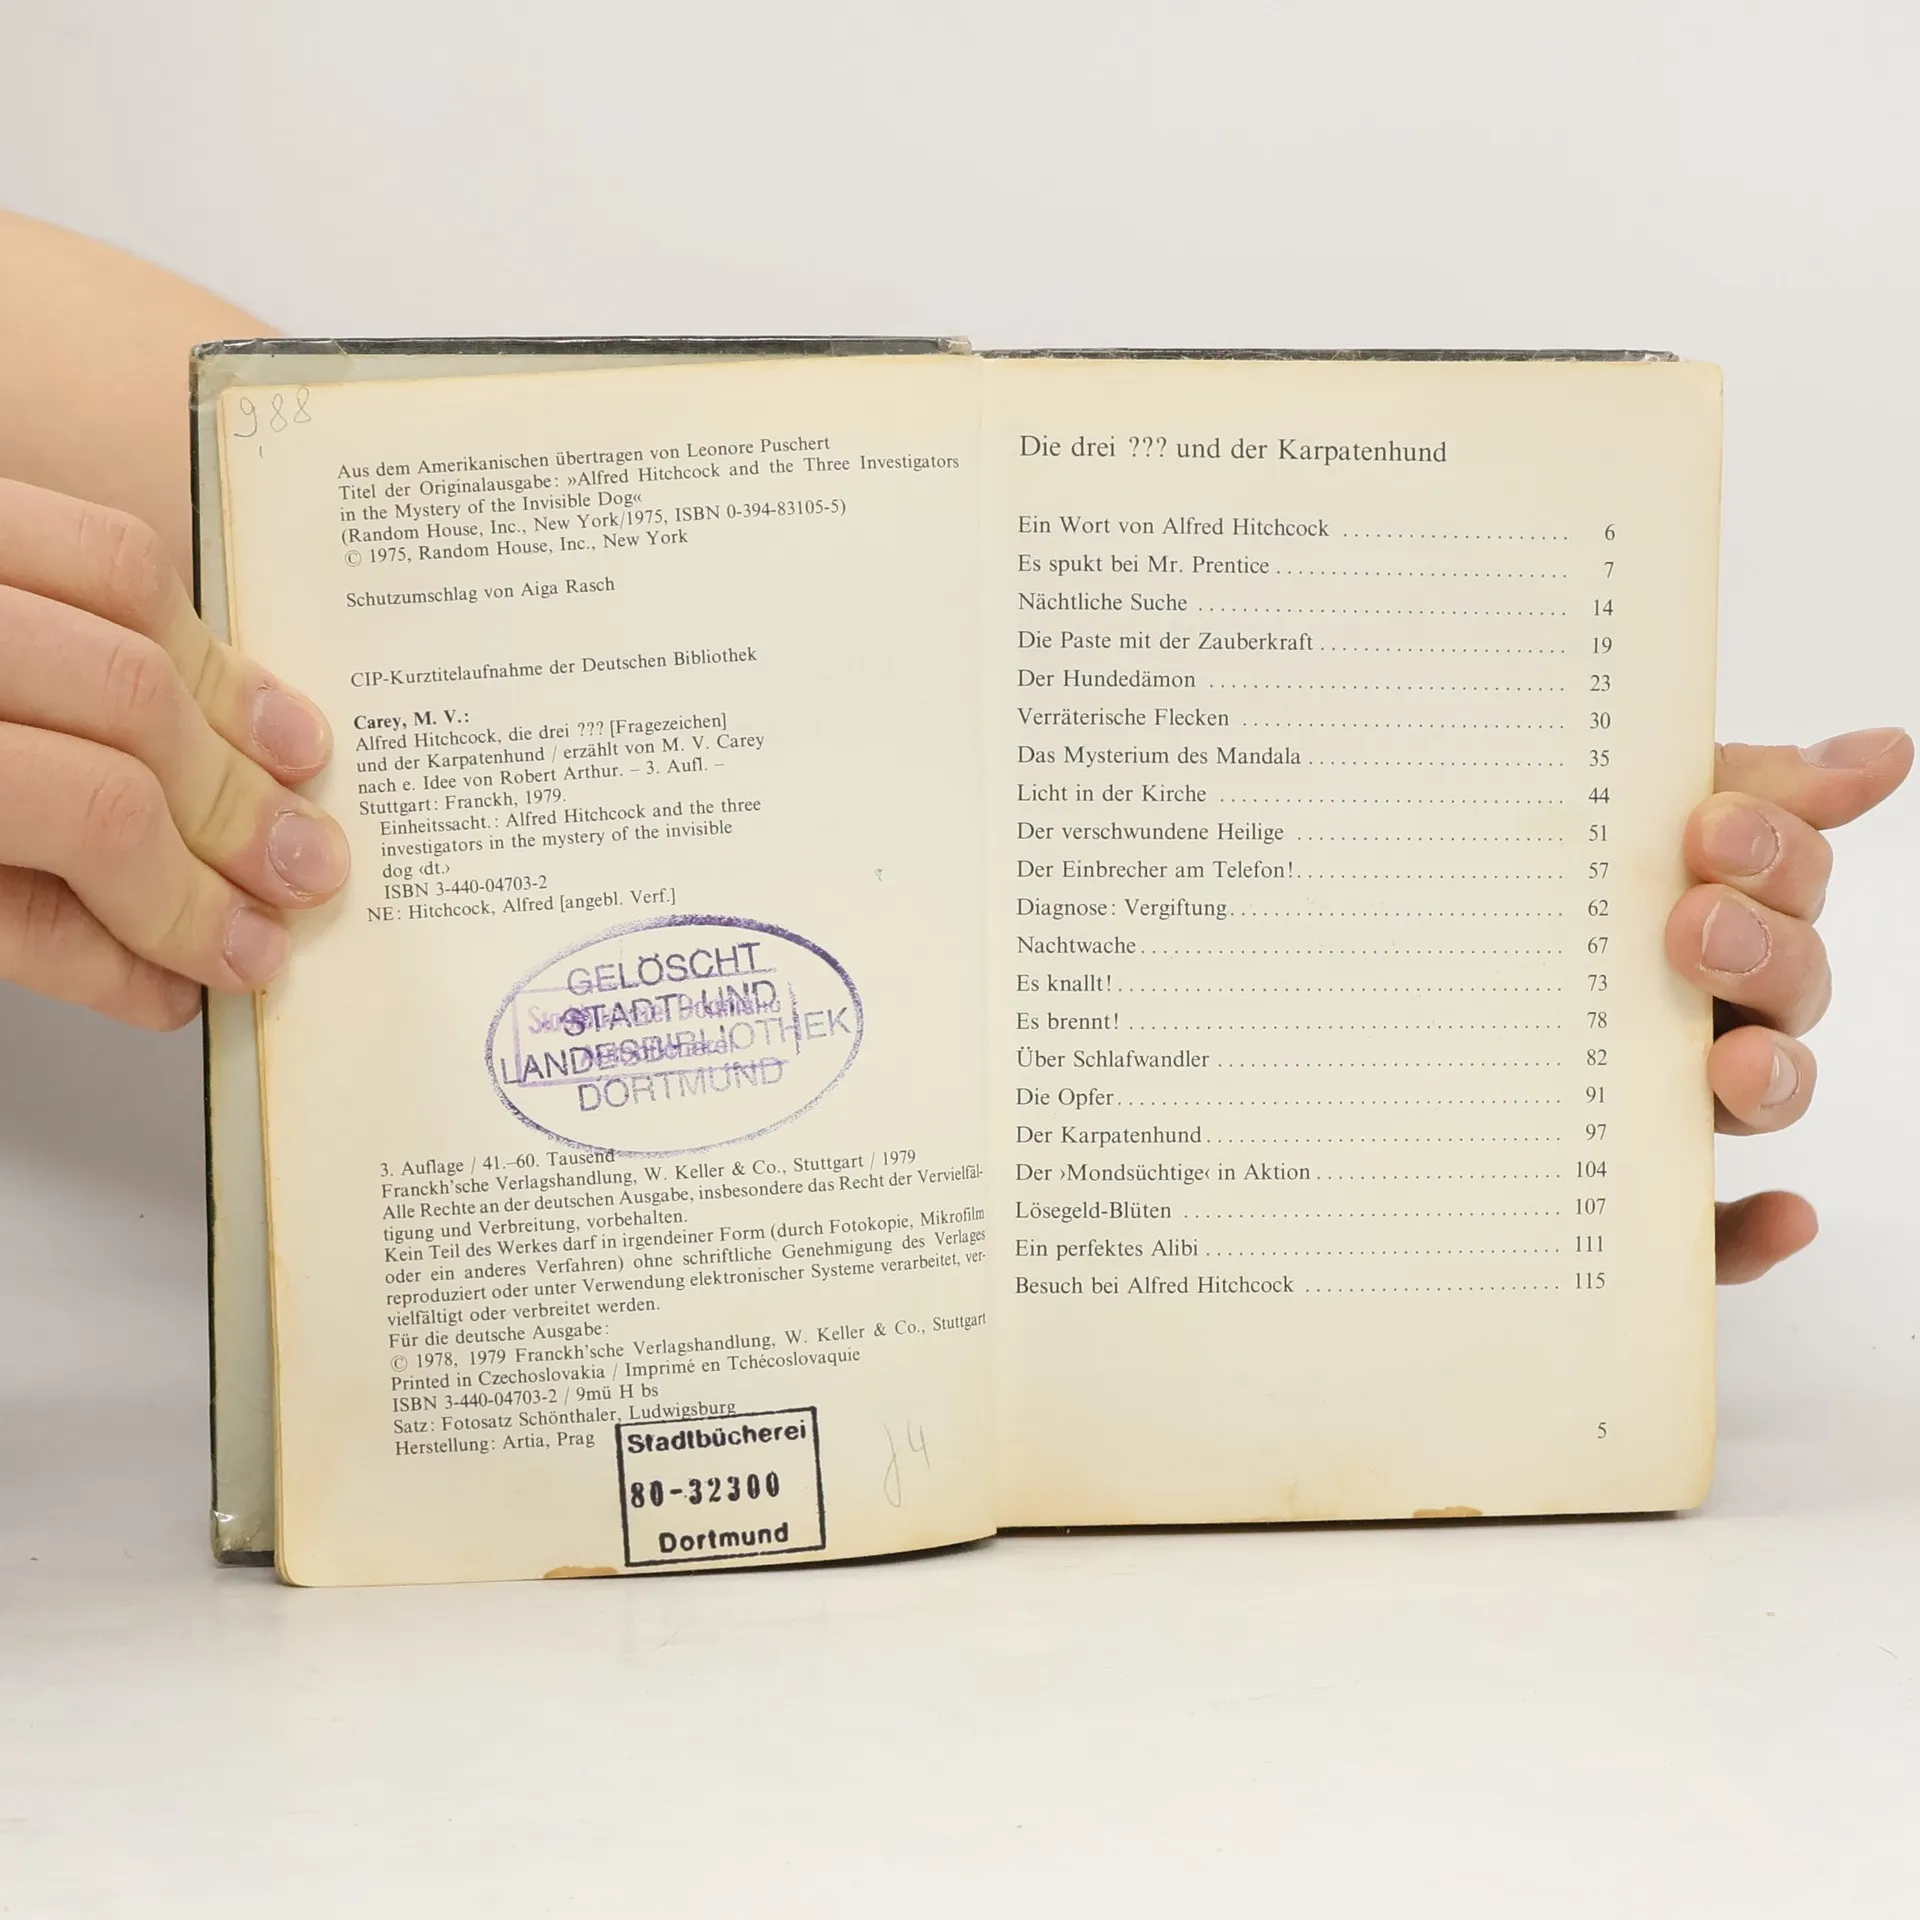 9,88
Aus dem Amerikanischen übertragen von Leonore Puschert
Titel der Originalausgabe: »Alfred Hitchcock and the Three Investigators
in the Mystery of the Invisible Dog«
(Random House, Inc., New York/1975, ISBN 0-394-83105-5)
© 1975, Random House, Inc., New York
Schutzumschlag von Aiga Rasch
CIP-Kurztitelaufnahme der Deutschen Bibliothek
Carey, M. V.:
Alfred Hitchcock, die drei ??? [Fragezeichen]
und der Karpatenhund / erzählt von M. V. Carey
nach e. Idee von Robert Arthur. – 3. Aufl. –
Stuttgart: Franckh, 1979.
Einheitssacht.: Alfred Hitchcock and the three
investigators in the mystery of the invisible
dog ‹dt.›
ISBN 3-440-04703-2
NE: Hitchcock, Alfred [angebl. Verf.]
GELÖSCHT
STADT- UND
LANDESBIBLIOTHEK
DORTMUND
3. Auflage / 41.–60. Tausend
Franckh'sche Verlagshandlung, W. Keller & Co., Stuttgart / 1979
Alle Rechte an der deutschen Ausgabe, insbesondere das Recht der Vervielfäl-
tigung und Verbreitung, vorbehalten.
Kein Teil des Werkes darf in irgendeiner Form (durch Fotokopie, Mikrofilm
oder ein anderes Verfahren) ohne schriftliche Genehmigung des Verlages
reproduziert oder unter Verwendung elektronischer Systeme verarbeitet, ver-
vielfältigt oder verbreitet werden.
Für die deutsche Ausgabe:
© 1978, 1979 Franckh'sche Verlagshandlung, W. Keller & Co., Stuttgart
Printed in Czechoslovakia / Imprimé en Tchécoslovaquie
ISBN 3-440-04703-2 / 9mü H bs
Satz: Fotosatz Schönthaler, Ludwigsburg
Herstellung: Artia, Prag
Stadtbücherei
80-32300
Dortmund
Die drei ??? und der Karpatenhund
Ein Wort von Alfred Hitchcock ..................... 6
Es spukt bei Mr. Prentice ........................... 7
Nächtliche Suche .................................. 14
Die Paste mit der Zauberkraft ....................... 19
Der Hundedämon ................................. 23
Verräterische Flecken .............................. 30
Das Mysterium des Mandala ........................ 35
Licht in der Kirche ................................ 44
Der verschwundene Heilige ......................... 51
Der Einbrecher am Telefon! ......................... 57
Diagnose: Vergiftung ............................... 62
Nachtwache ....................................... 67
Es knallt! ......................................... 73
Es brennt! ........................................ 78
Über Schlafwandler ................................ 82
Die Opfer ......................................... 91
Der Karpatenhund ................................. 97
Der ›Mondsüchtige‹ in Aktion ....................... 104
Lösegeld-Blüten ................................... 107
Ein perfektes Alibi ................................. 111
Besuch bei Alfred Hitchcock ........................ 115
5